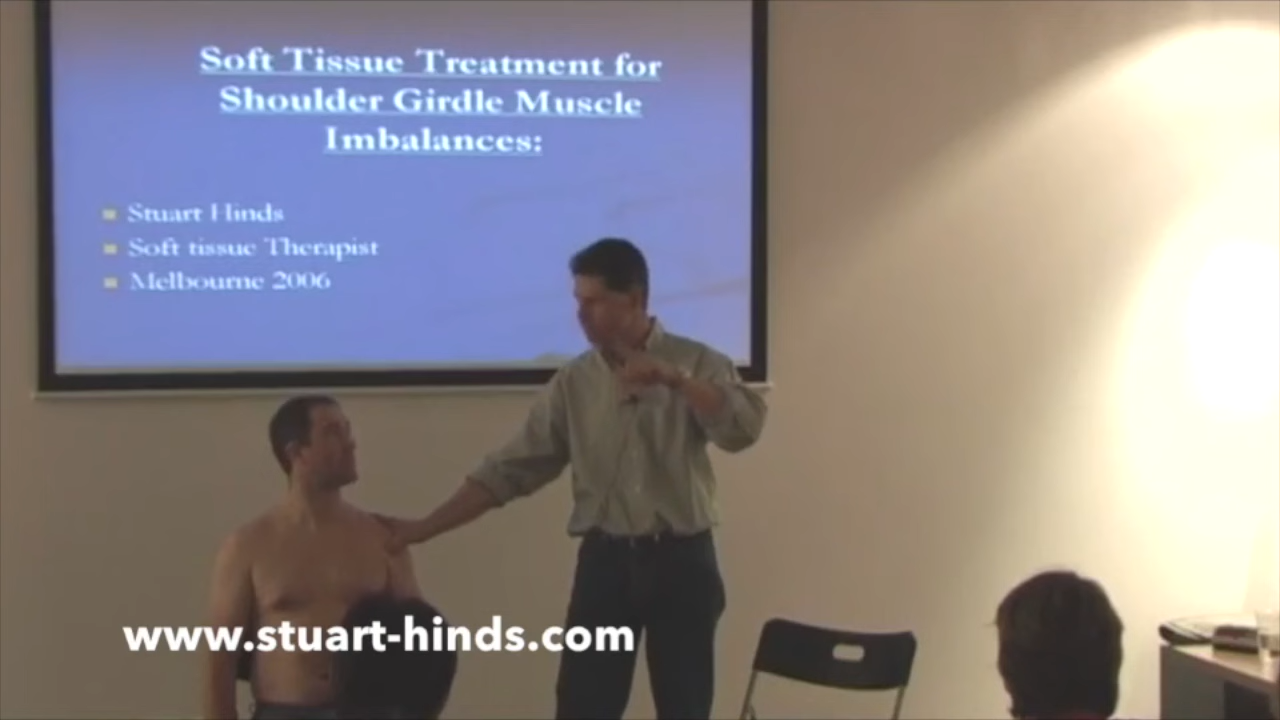 Soft Tissue Treatment for
Shoulder Girdle Muscle
Imbalances:
Stuart Hinds
Soft tissue Therapist
Melbourne 2006
www.stuart-hinds.com